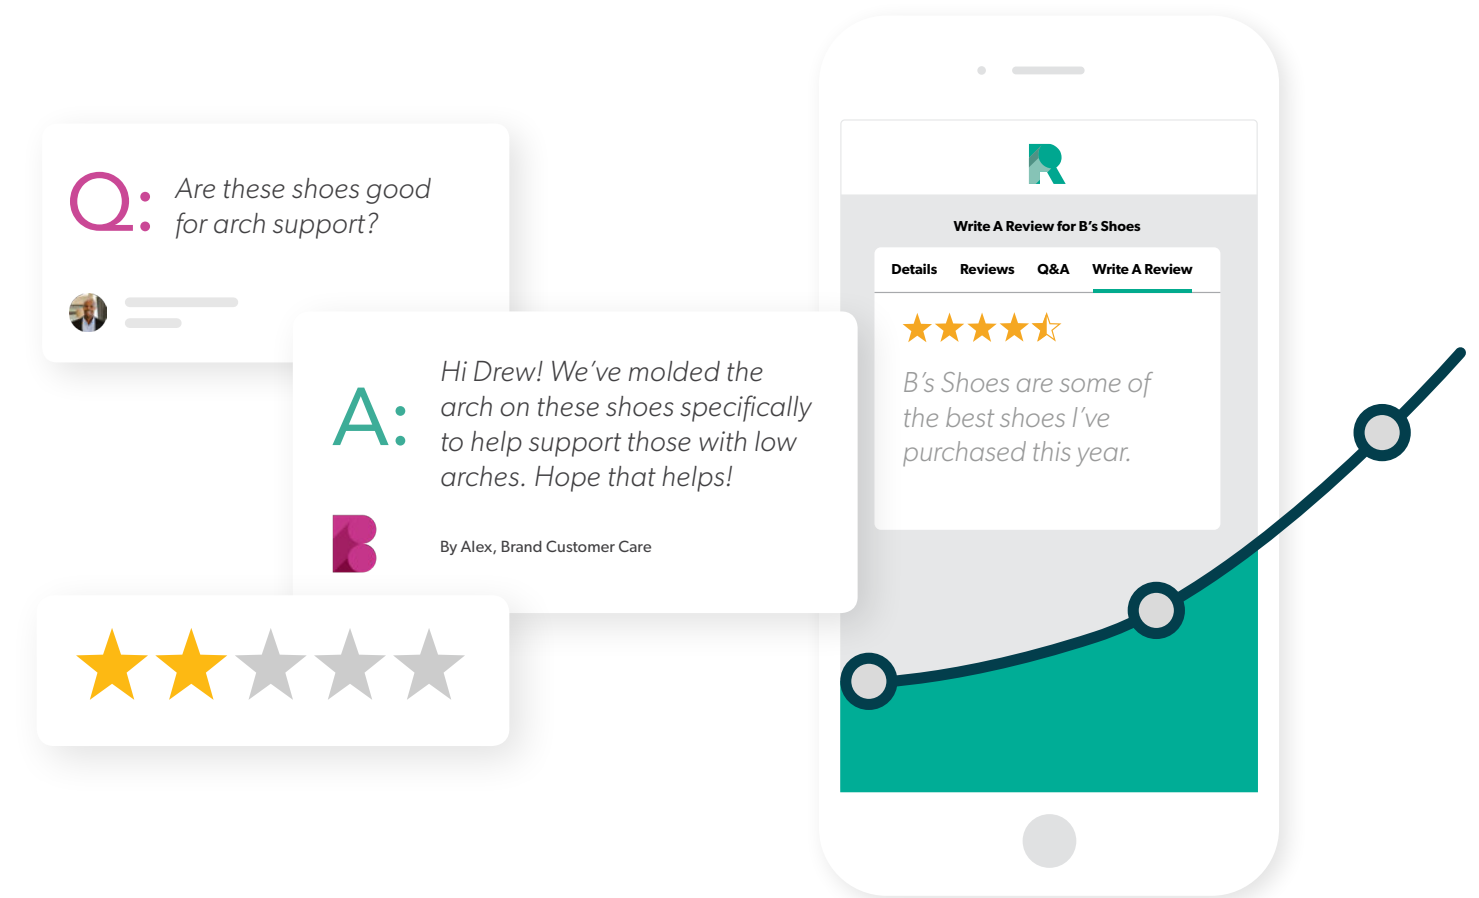 Q:
Are these shoes good
for arch support?
A:
Hi Drew! We've molded the
arch on these shoes specifically
to help support those with low
arches. Hope that helps!
B
By Alex, Brand Customer Care
R
Write A Review for B's Shoes
Details Reviews Q&A Write A Review
B's Shoes are some of
the best shoes I've
purchased this year.